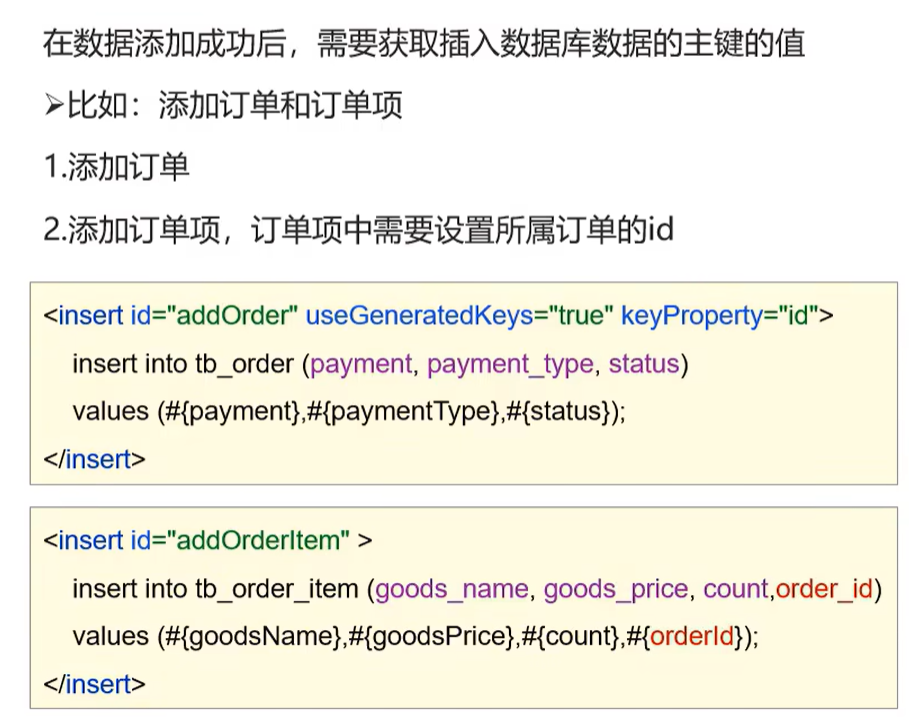 在数据添加成功后，需要获取插入数据库数据的主键的值
➢比如：添加订单和订单项
1.添加订单
2.添加订单项，订单项中需要设置所属订单的id
<insert id="addOrder" useGeneratedKeys="true" keyProperty="id">
insert into tb_order (payment, payment_type, status)
values (#{payment},#{paymentType},#{status});
</insert>
<insert id="addOrderItem" >
insert into tb_order_item (goods_name, goods_price, count,order_id)
values (#{goodsName},#{goodsPrice},#{count},#{orderId});
</insert>